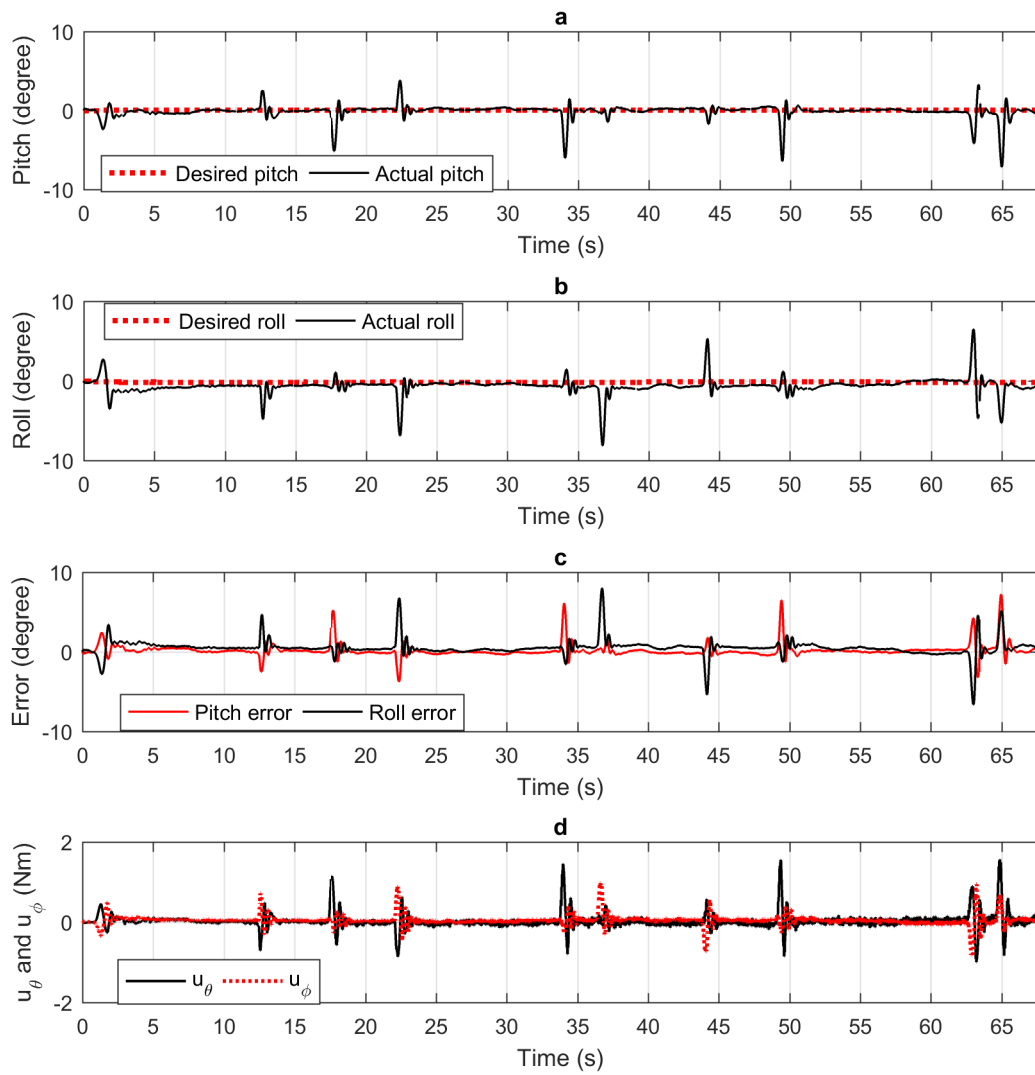 a
Pitch (degree)
10
0
-10
Desired pitch Actual pitch
0 5 10 15 20 25 30 35 40 45 50 55 60 65
Time (s)
b
Roll (degree)
10
0
-10
Desired roll Actual roll
0 5 10 15 20 25 30 35 40 45 50 55 60 65
Time (s)
c
Error (degree)
10
0
-10
Pitch error Roll error
0 5 10 15 20 25 30 35 40 45 50 55 60 65
Time (s)
d
u_θ and u_ϕ (Nm)
2
0
-2
u_θ u_ϕ
0 5 10 15 20 25 30 35 40 45 50 55 60 65
Time (s)